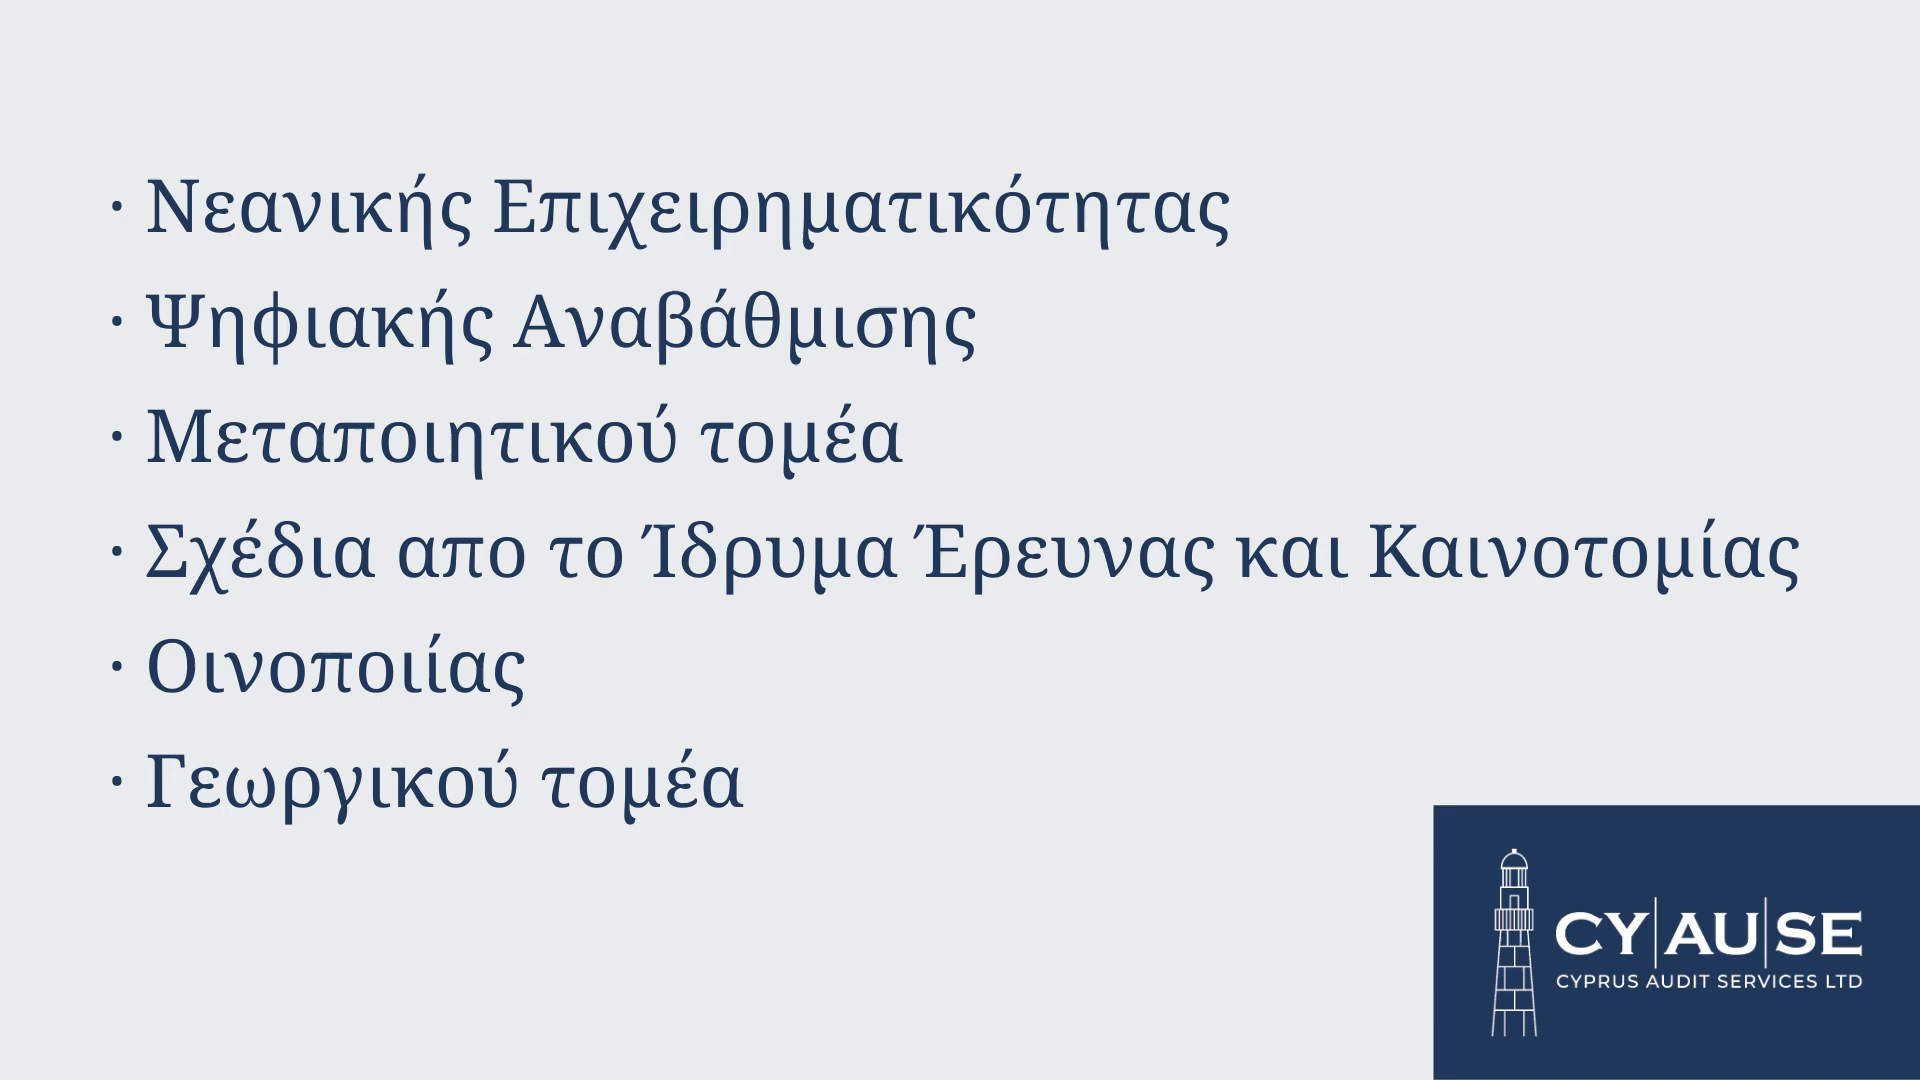 · Νεανικής Επιχειρηματικότητας
· Ψηφιακής Αναβάθμισης
· Μεταποιητικού τομέα
· Σχέδια απο το Ίδρυμα Έρευνας και Καινοτομίας
· Οινοποιίας
· Γεωργικού τομέα
CY|AU|SE
CYPRUS AUDIT SERVICES LTD